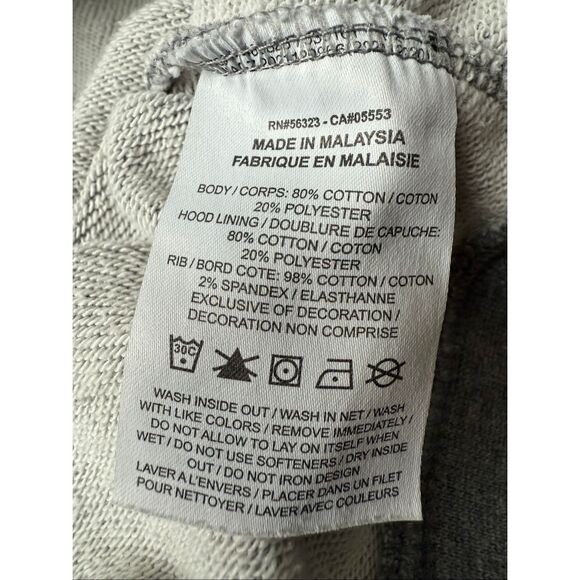 RN#56323 - CA#05553
MADE IN MALAYSIA
FABRIQUE EN MALAISIE
BODY / CORPS: 80% COTTON / COTON
20% POLYESTER
HOOD LINING / DOUBLURE DE CAPUCHE:
80% COTTON / COTON
20% POLYESTER
RIB / BORD COTE: 98% COTTON / COTON
2% SPANDEX / ELASTHANNE
EXCLUSIVE OF DECORATION /
DECORATION NON COMPRISE
30C
WASH INSIDE OUT / WASH IN NET / WASH
WITH LIKE COLORS / REMOVE IMMEDIATELY /
DO NOT ALLOW TO LAY ON ITSELF WHEN
WET / DO NOT USE SOFTENERS / DRY INSIDE
OUT / DO NOT IRON DESIGN
LAVER A L'ENVERS / PLACER DANS UN FILET
POUR NETTOYER / LAVER AVEC COULEURS